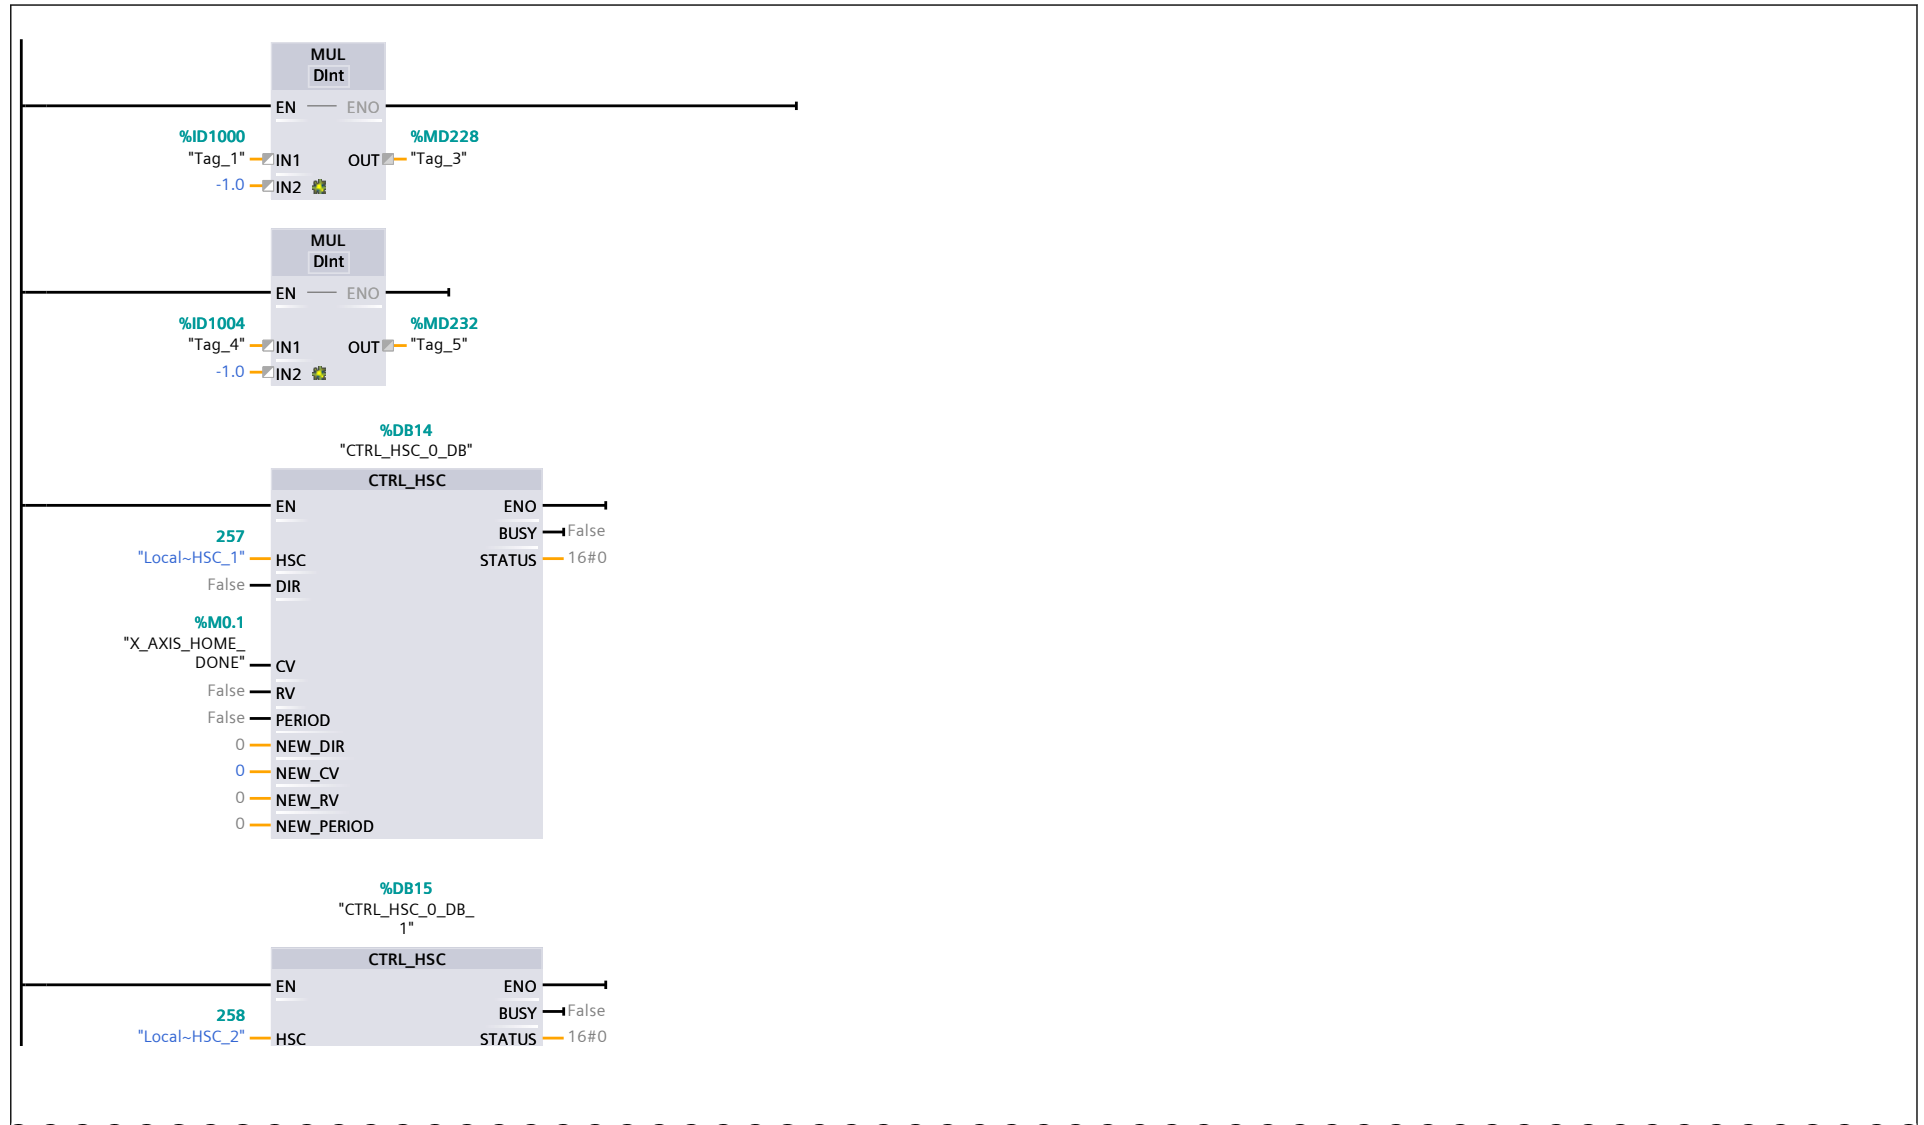 MUL
DInt
EN ENO
%ID1000 %MD228
"Tag_1" IN1 OUT "Tag_3"
-1.0 IN2
MUL
DInt
EN ENO
%ID1004 %MD232
"Tag_4" IN1 OUT "Tag_5"
-1.0 IN2
%DB14
"CTRL_HSC_0_DB"
CTRL_HSC
EN ENO
BUSY False
257
"Local~HSC_1" HSC STATUS 16#0
False DIR
%M0.1
"X_AXIS_HOME_
DONE" CV
False RV
False PERIOD
0 NEW_DIR
0 NEW_CV
0 NEW_RV
0 NEW_PERIOD
%DB15
"CTRL_HSC_0_DB_
1"
CTRL_HSC
EN ENO
BUSY False
258
"Local~HSC_2" HSC STATUS 16#0